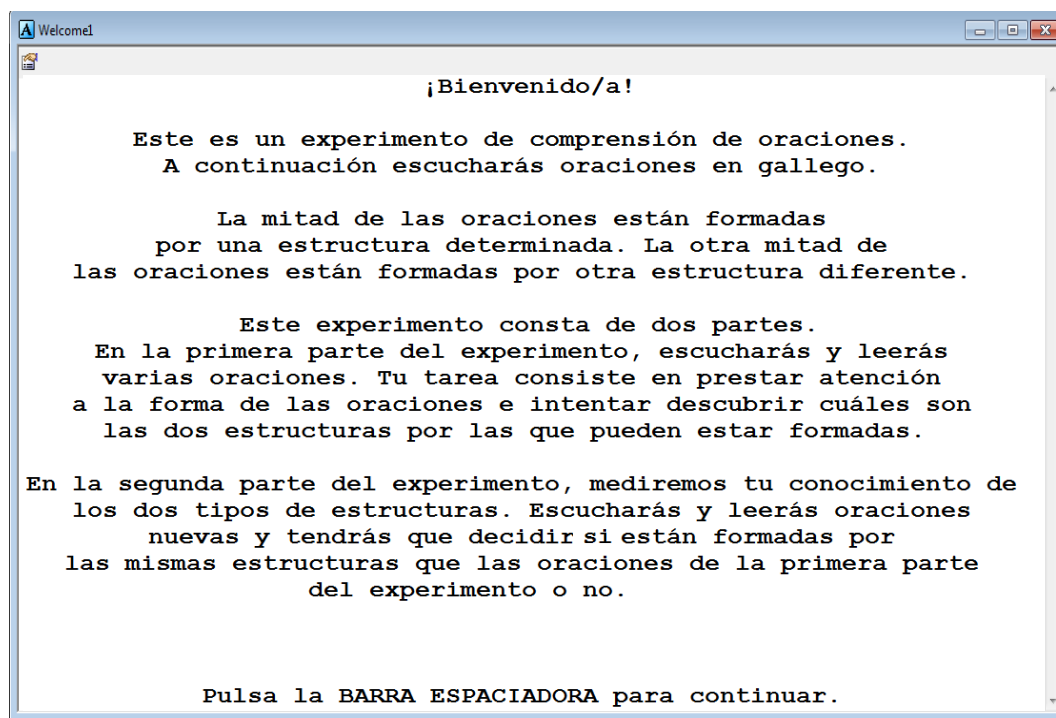 Welcome1
¡Bienvenido/a!
Este es un experimento de comprensión de oraciones.
A continuación escucharás oraciones en gallego.
La mitad de las oraciones están formadas
por una estructura determinada. La otra mitad de
las oraciones están formadas por otra estructura diferente.
Este experimento consta de dos partes.
En la primera parte del experimento, escucharás y leerás
varias oraciones. Tu tarea consiste en prestar atención
a la forma de las oraciones e intentar descubrir cuáles son
las dos estructuras por las que pueden estar formadas.
En la segunda parte del experimento, mediremos tu conocimiento de
los dos tipos de estructuras. Escucharás y leerás oraciones
nuevas y tendrás que decidir si están formadas por
las mismas estructuras que las oraciones de la primera parte
del experimento o no.
Pulsa la BARRA ESPACIADORA para continuar.